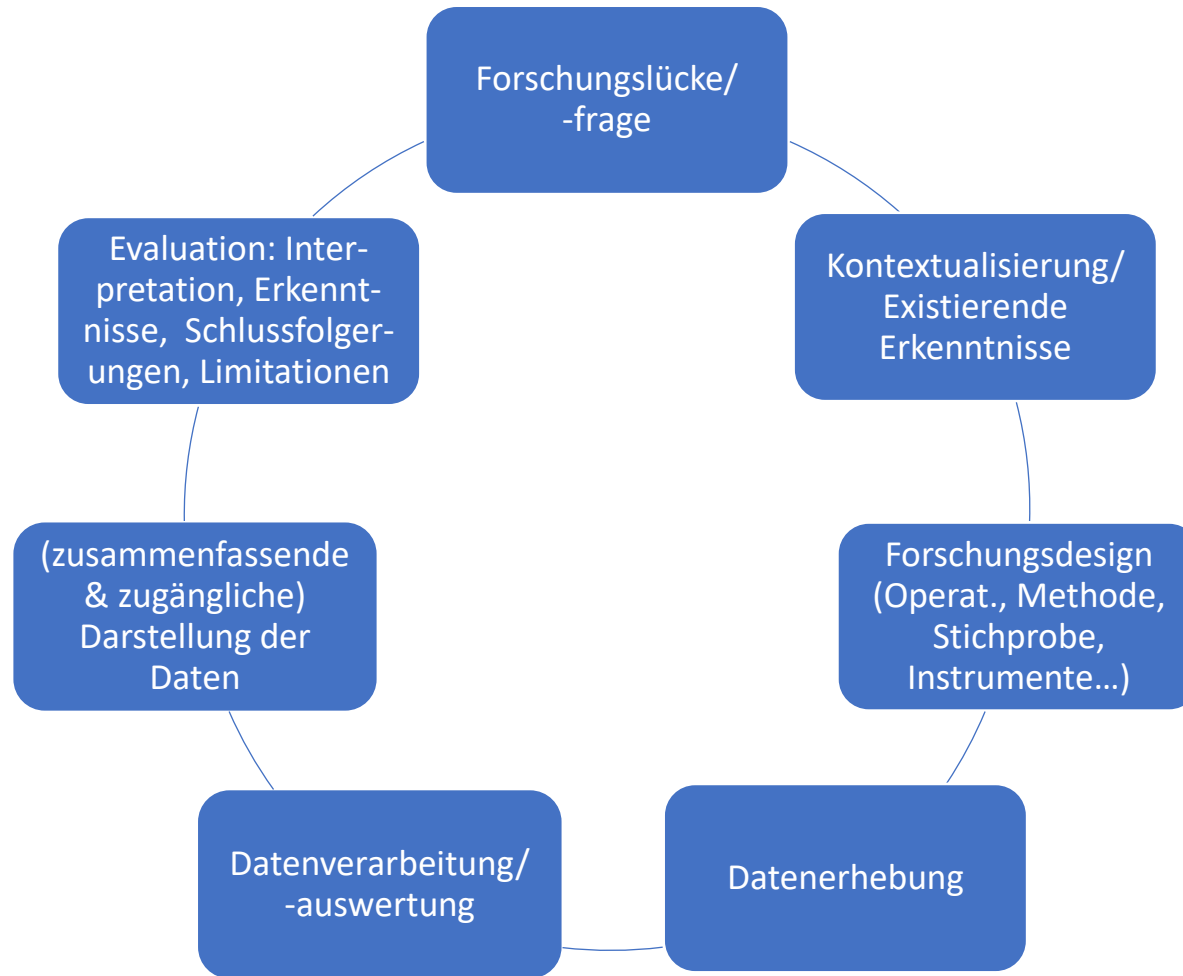 Forschungslücke/
-frage
Kontextualisierung/
Existierende
Erkenntnisse
Forschungsdesign
(Operat., Methode,
Stichprobe,
Instrumente…)
Datenerhebung
Datenverarbeitung/
-auswertung
(zusammenfassende
& zugängliche)
Darstellung der
Daten
Evaluation: Inter-
pretation, Erkennt-
nisse,  Schlussfolger-
ungen, Limitationen